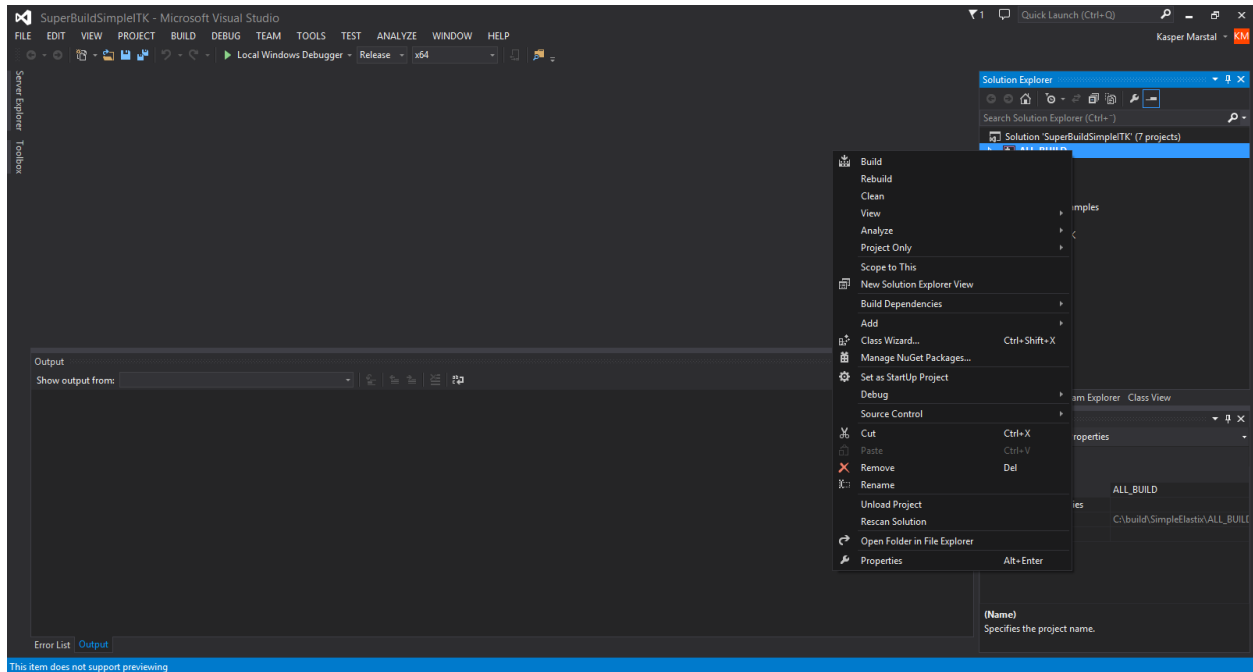 SuperBuildSimpleITK - Microsoft Visual Studio
1 Quick Launch (Ctrl+Q)
FILE EDIT VIEW PROJECT BUILD DEBUG TEAM TOOLS TEST ANALYZE WINDOW HELP
Kasper Marstal KM
Local Windows Debugger Release x64
Server Explorer
Toolbox
Solution Explorer
Search Solution Explorer (Ctrl+¨)
Solution 'SuperBuildSimpleITK' (7 projects)
ALL_BUILD
Build
Rebuild
Clean
View
Analyze
Project Only
Scope to This
New Solution Explorer View
Build Dependencies
Add
Class Wizard... Ctrl+Shift+X
Manage NuGet Packages...
Set as StartUp Project
Debug
Source Control
Cut Ctrl+X
Paste Ctrl+V
Remove Del
Rename
Unload Project
Rescan Solution
Open Folder in File Explorer
Properties Alt+Enter
mples
am Explorer Class View
roperties
ALL_BUILD
ies
C:\build\SimpleElastix\ALL_BUILD
(Name)
Specifies the project name.
Output
Show output from:
Error List Output
This item does not support previewing